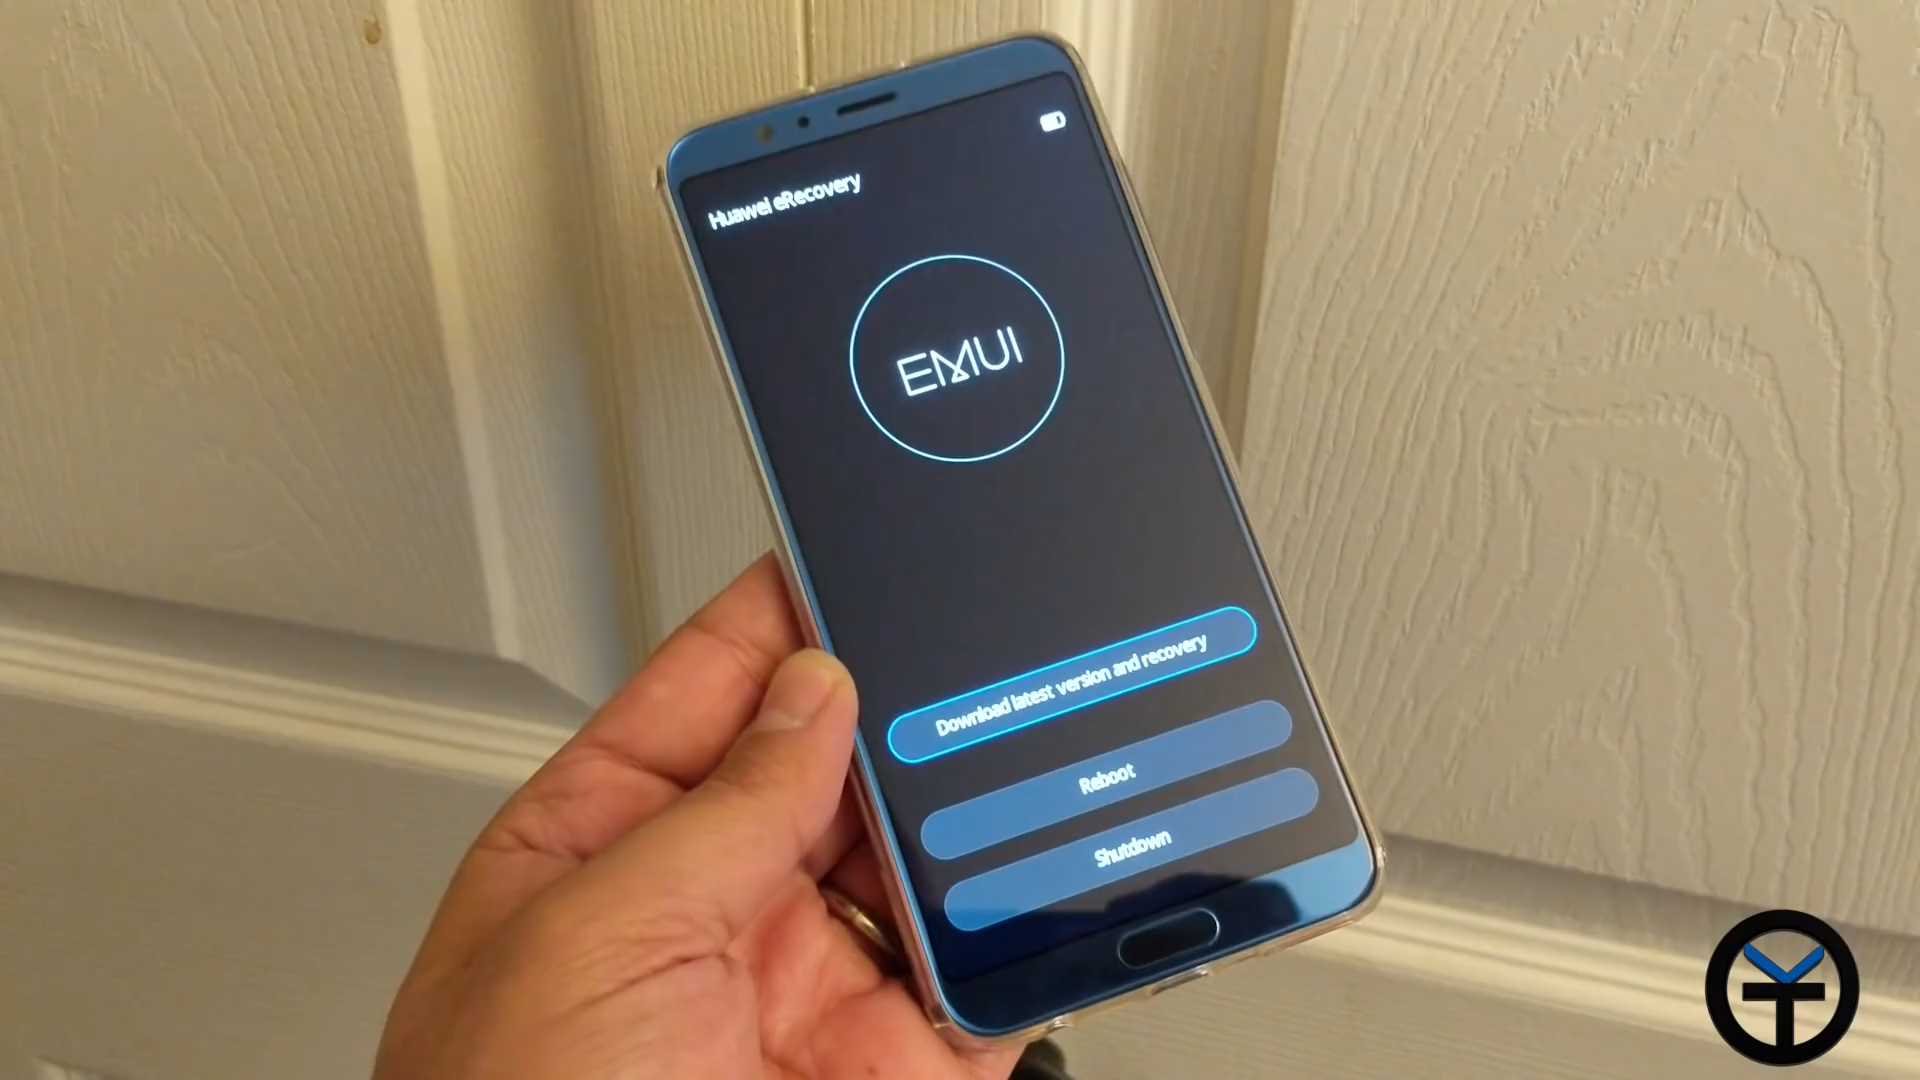 Huawei eRecovery
EMUI
Download latest version and recovery
Reboot
Shutdown